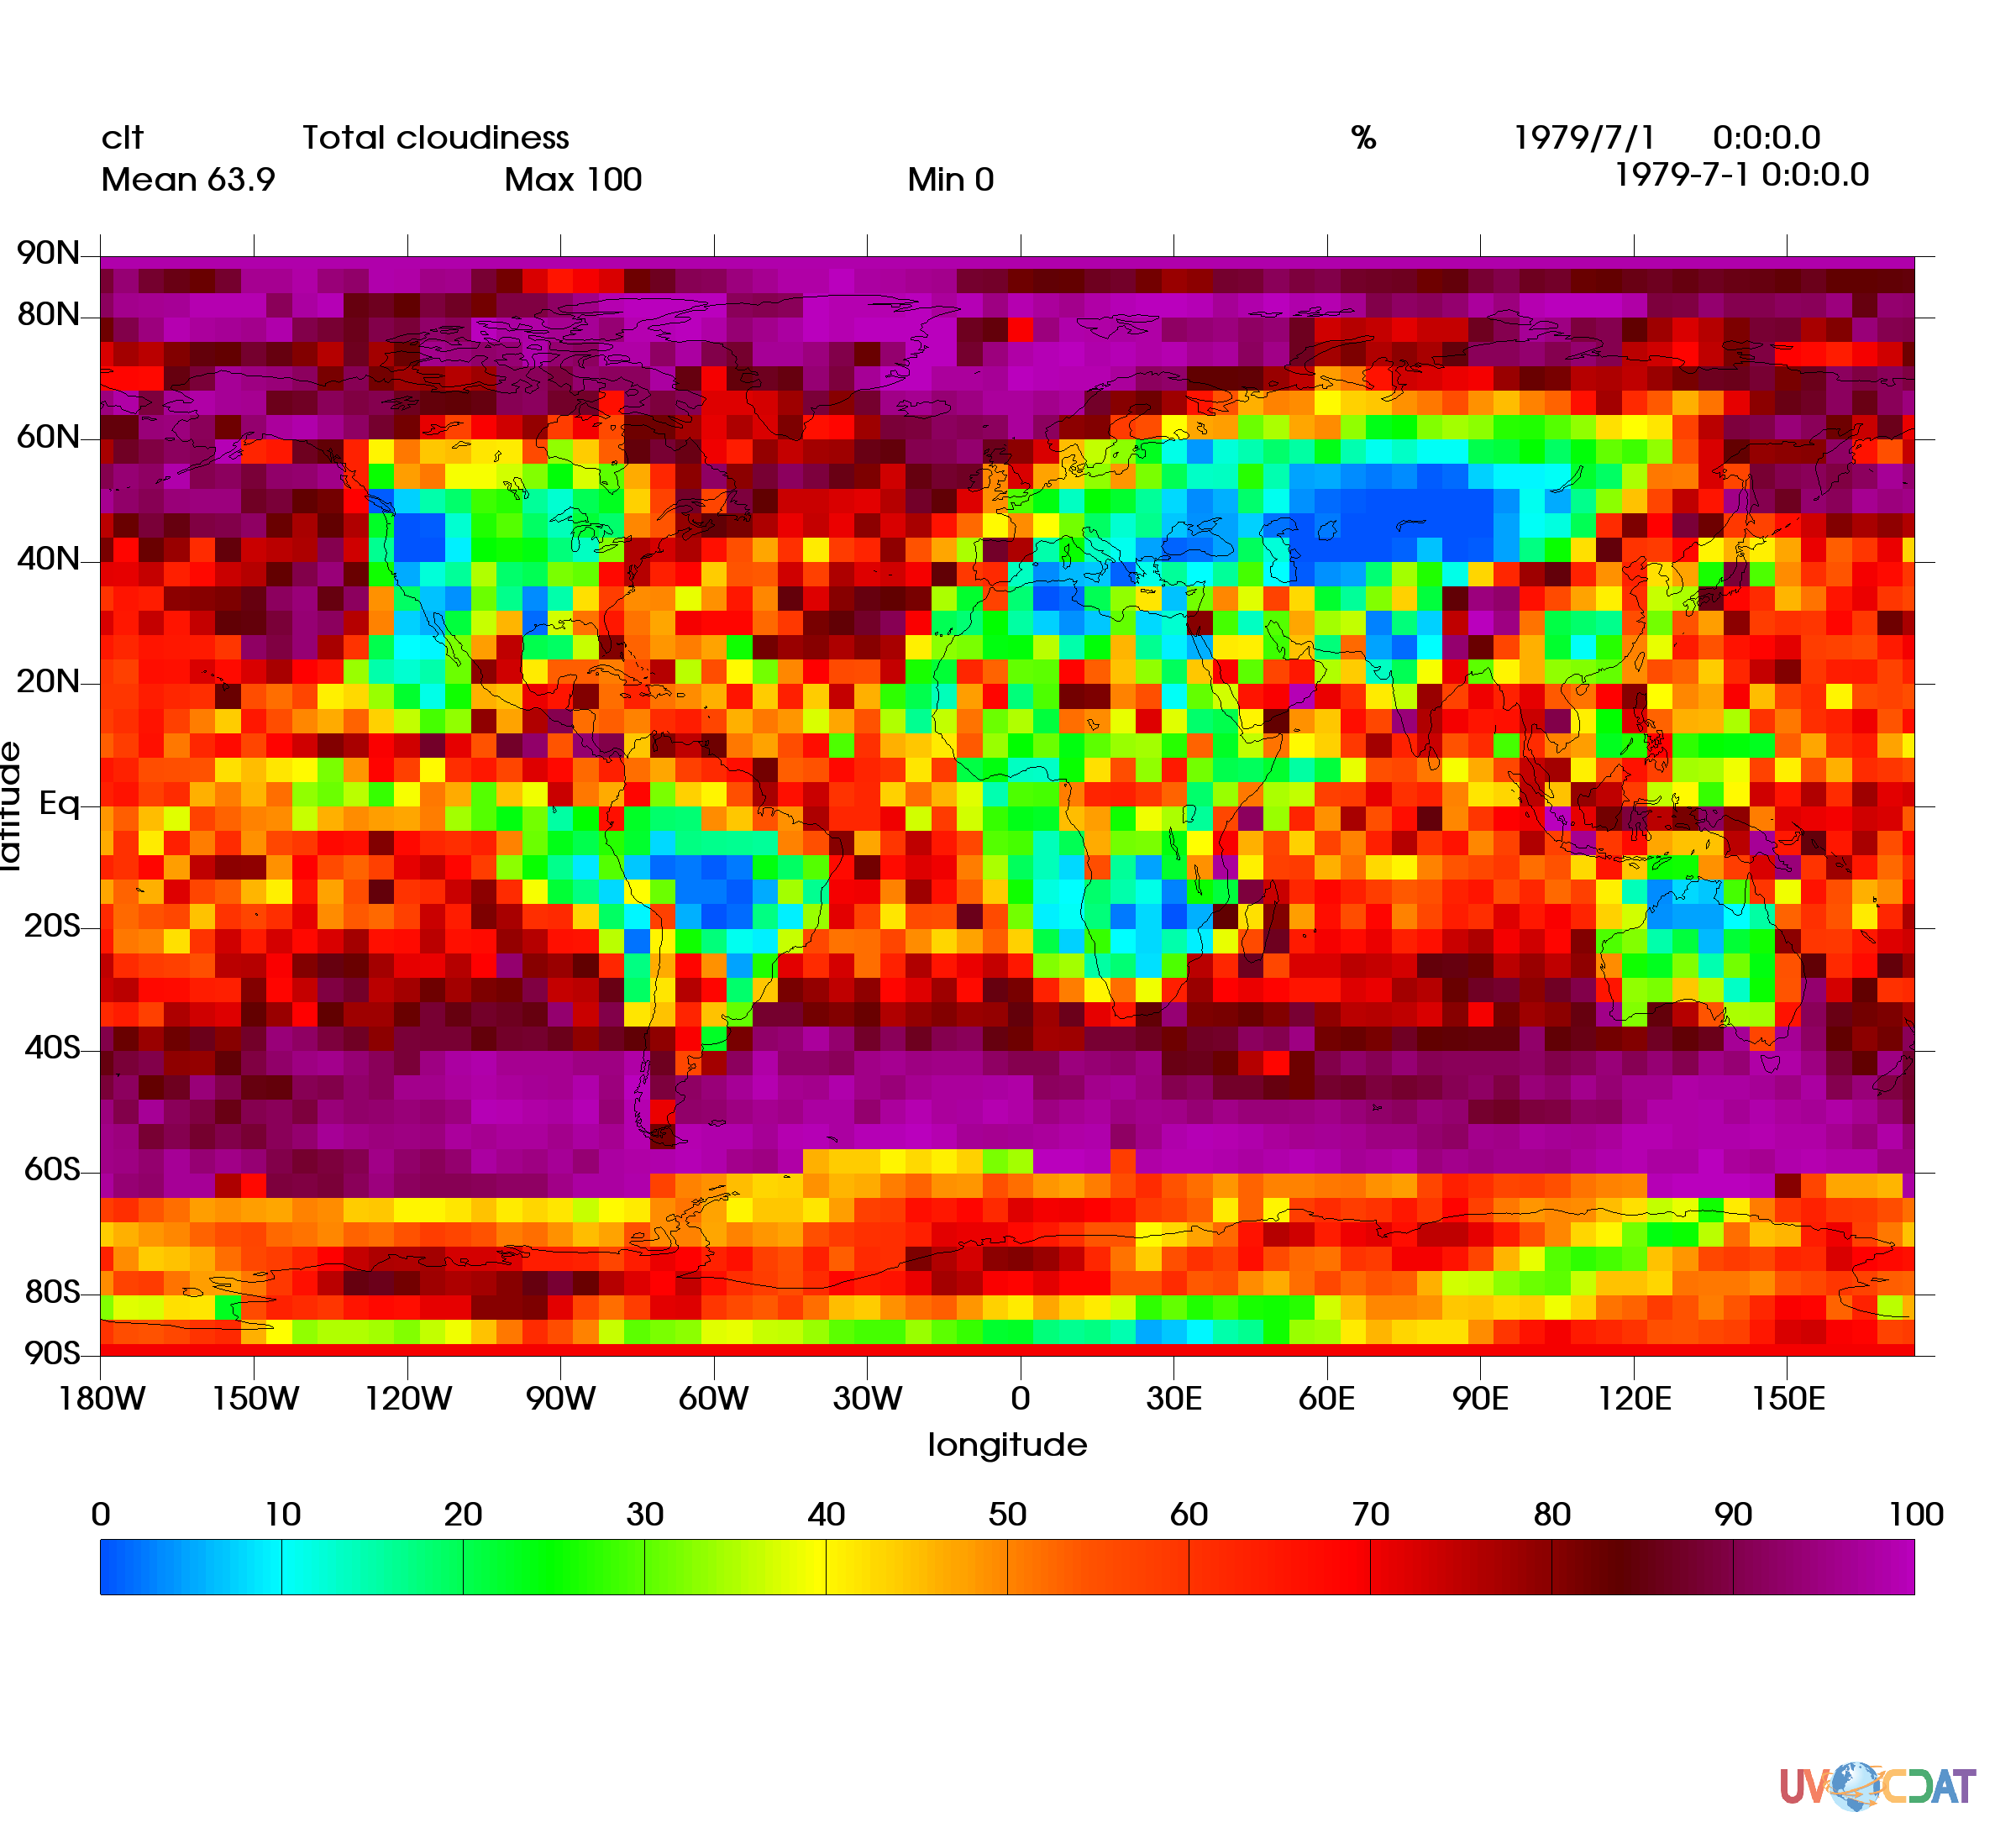 clt Total cloudiness % 1979/7/1 0:0:0.0
Mean 63.9 Max 100 Min 0 1979-7-1 0:0:0.0
90N
80N
60N
40N
20N
Eq
20S
40S
60S
80S
90S
latitude
180W 150W 120W 90W 60W 30W 0 30E 60E 90E 120E 150E
longitude
0 10 20 30 40 50 60 70 80 90 100
UV CDAT